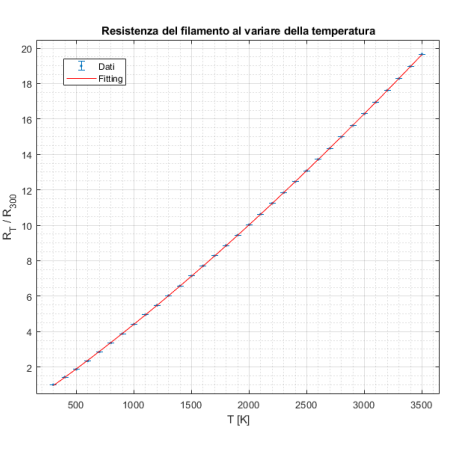 Resistenza del filamento al variare della temperatura
20
18
16
14
12
10
8
6
4
2
Dati
Fitting
R_T / R_300
500 1000 1500 2000 2500 3000 3500
T [K]